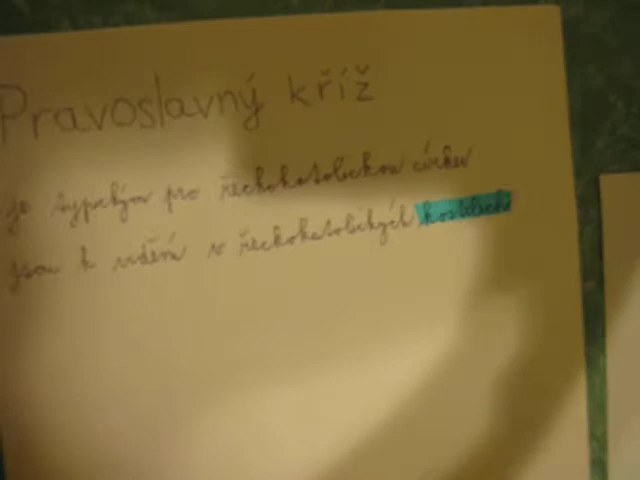 Pravoslavný kříž
je typický pro řeckokatolickou církev
jsou k vidění v řeckokatolických kostelech